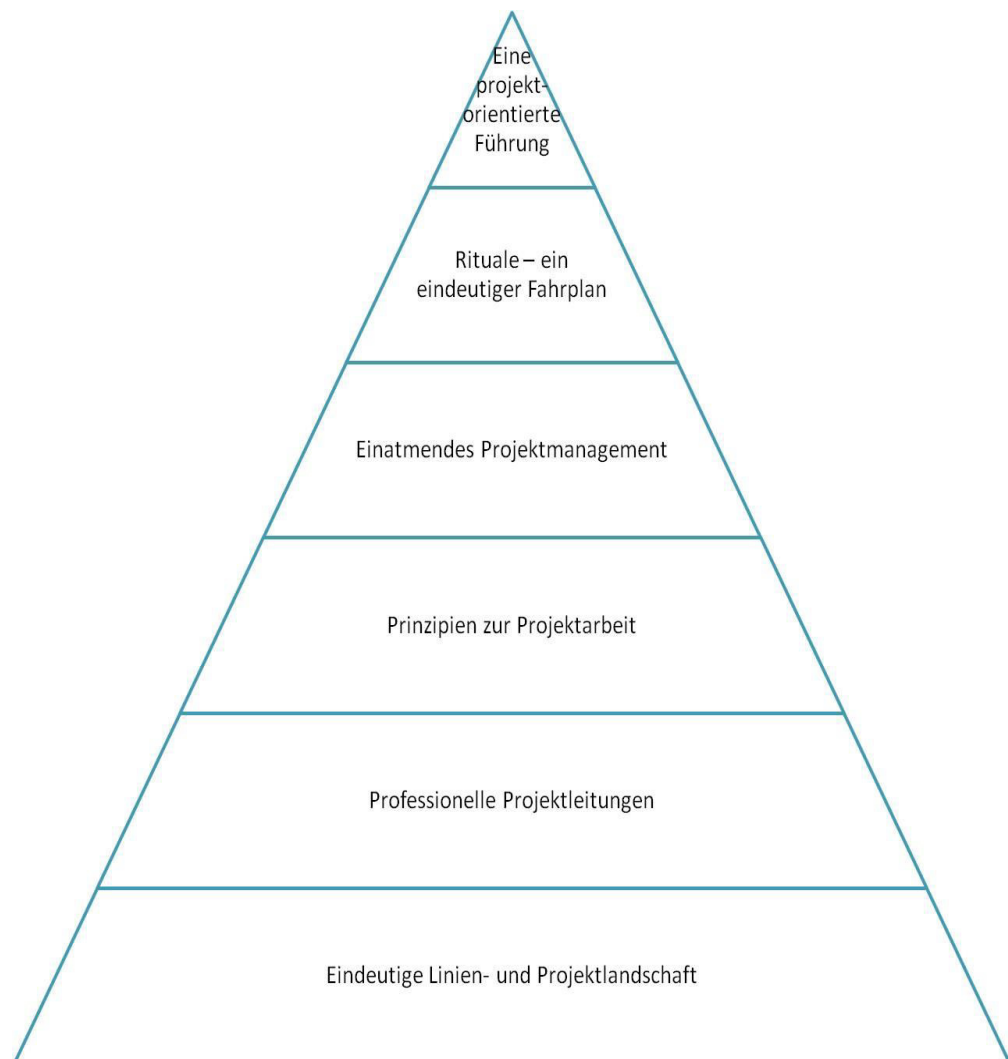 Eine
projekt-
orientierte
Führung
Rituale – ein
eindeutiger Fahrplan
Einatmendes Projektmanagement
Prinzipien zur Projektarbeit
Professionelle Projektleitungen
Eindeutige Linien- und Projektlandschaft